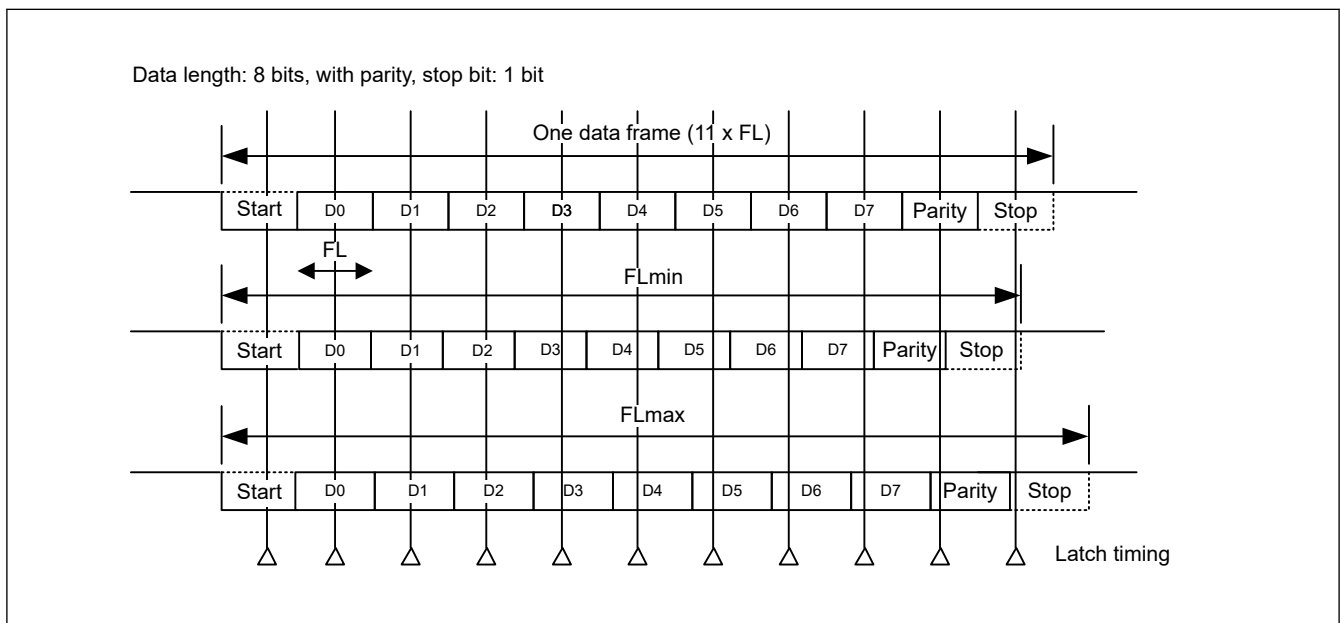 Data length: 8 bits, with parity, stop bit: 1 bit
One data frame (11 x FL)
Start D0 D1 D2 D3 D4 D5 D6 D7 Parity Stop
FL
FLmin
Start D0 D1 D2 D3 D4 D5 D6 D7 Parity Stop
FLmax
Start D0 D1 D2 D3 D4 D5 D6 D7 Parity Stop
Latch timing